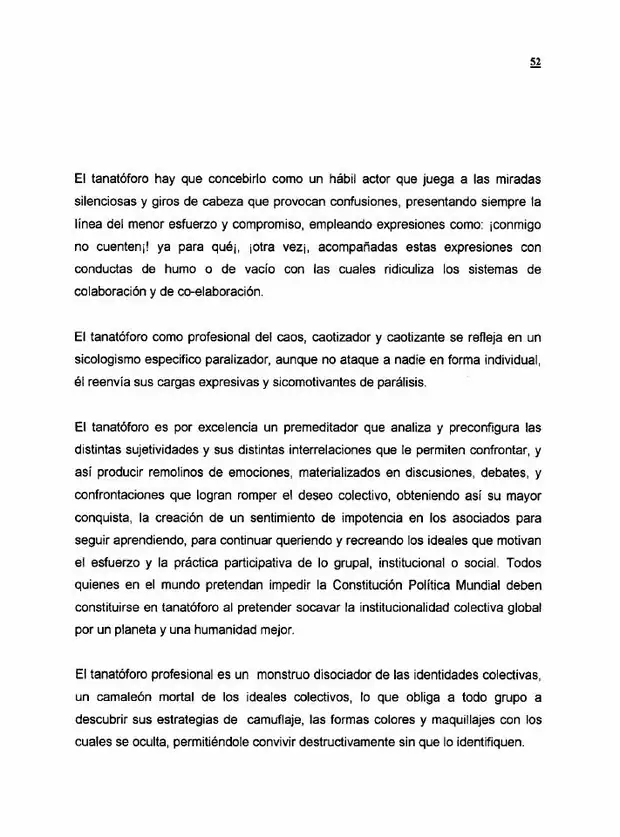 52
El tanatóforo hay que concebirlo como un hábil actor que juega a las miradas
silenciosas y giros de cabeza que provocan confusiones, presentando siempre la
línea del menor esfuerzo y compromiso, empleando expresiones como: ¡conmigo
no cuenten¡! ya para qué¡, ¡otra vez¡, acompañadas estas expresiones con
conductas de humo o de vacío con las cuales ridiculiza los sistemas de
colaboración y de co-elaboración.
El tanatóforo como profesional del caos, caotizador y caotizante se refleja en un
sicologismo especifico paralizador, aunque no ataque a nadie en forma individual,
él reenvía sus cargas expresivas y sicomotivantes de parálisis.
El tanatóforo es por excelencia un premeditador que analiza y preconfigura las
distintas sujetividades y sus distintas interrelaciones que le permiten confrontar, y
así producir remolinos de emociones, materializados en discusiones, debates, y
confrontaciones que logran romper el deseo colectivo, obteniendo así su mayor
conquista, la creación de un sentimiento de impotencia en los asociados para
seguir aprendiendo, para continuar queriendo y recreando los ideales que motivan
el esfuerzo y la práctica participativa de lo grupal, institucional o social. Todos
quienes en el mundo pretendan impedir la Constitución Política Mundial deben
constituirse en tanatóforo al pretender socavar la institucionalidad colectiva global
por un planeta y una humanidad mejor.
El tanatóforo profesional es un monstruo disociador de las identidades colectivas,
un camaleón mortal de los ideales colectivos, lo que obliga a todo grupo a
descubrir sus estrategias de camuflaje, las formas colores y maquillajes con los
cuales se oculta, permitiéndole convivir destructivamente sin que lo identifiquen.